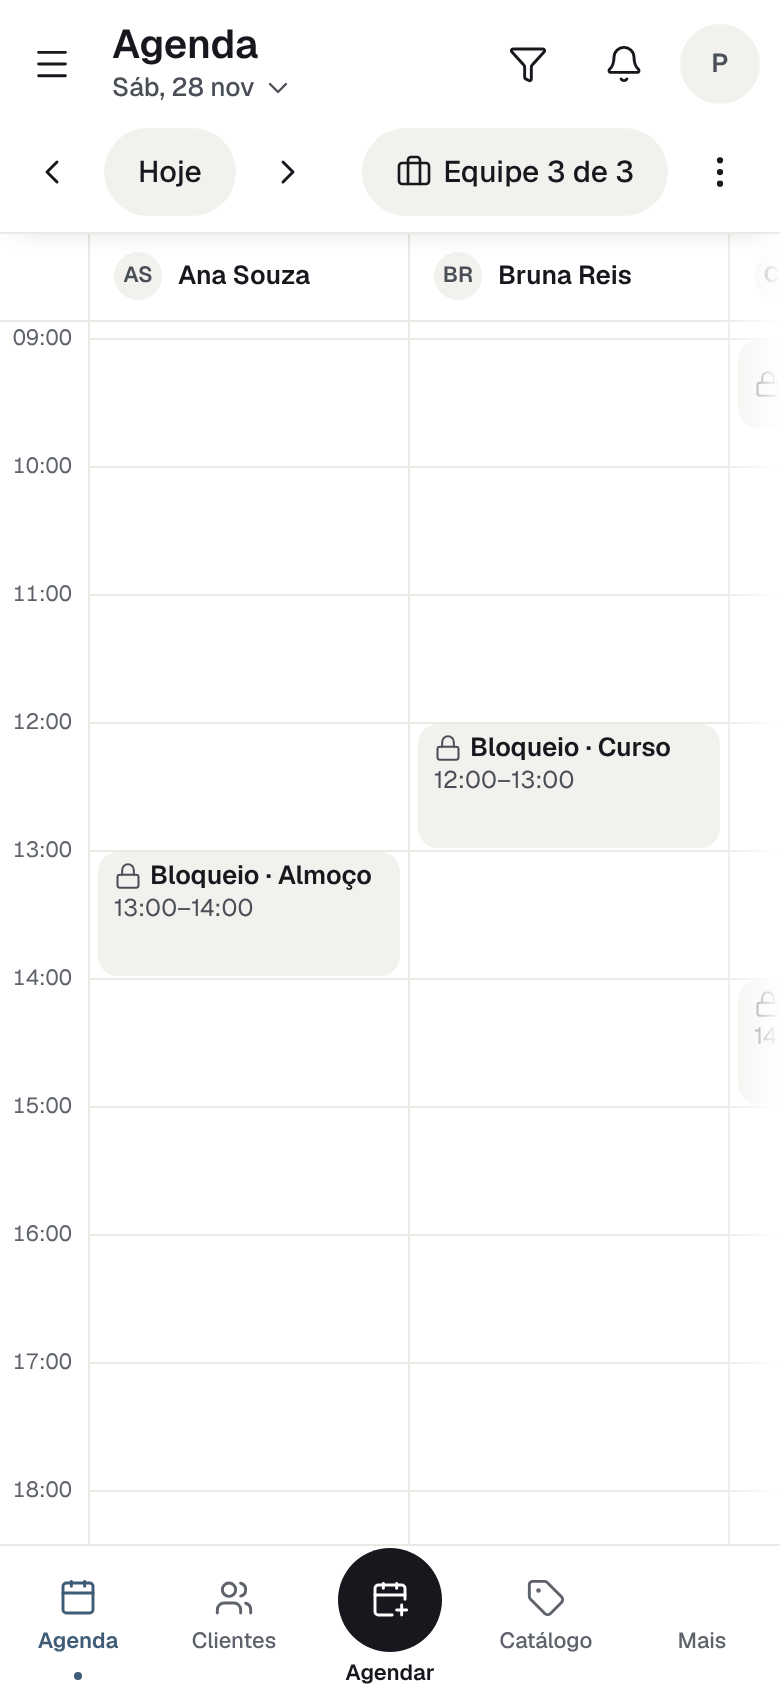 Agenda
Sáb, 28 nov
P
Hoje
Equipe 3 de 3
AS Ana Souza
BR Bruna Reis
09:00
10:00
11:00
12:00
Bloqueio · Curso
12:00–13:00
13:00
Bloqueio · Almoço
13:00–14:00
14:00
14
15:00
16:00
17:00
18:00
Agenda
Clientes
Agendar
Catálogo
Mais